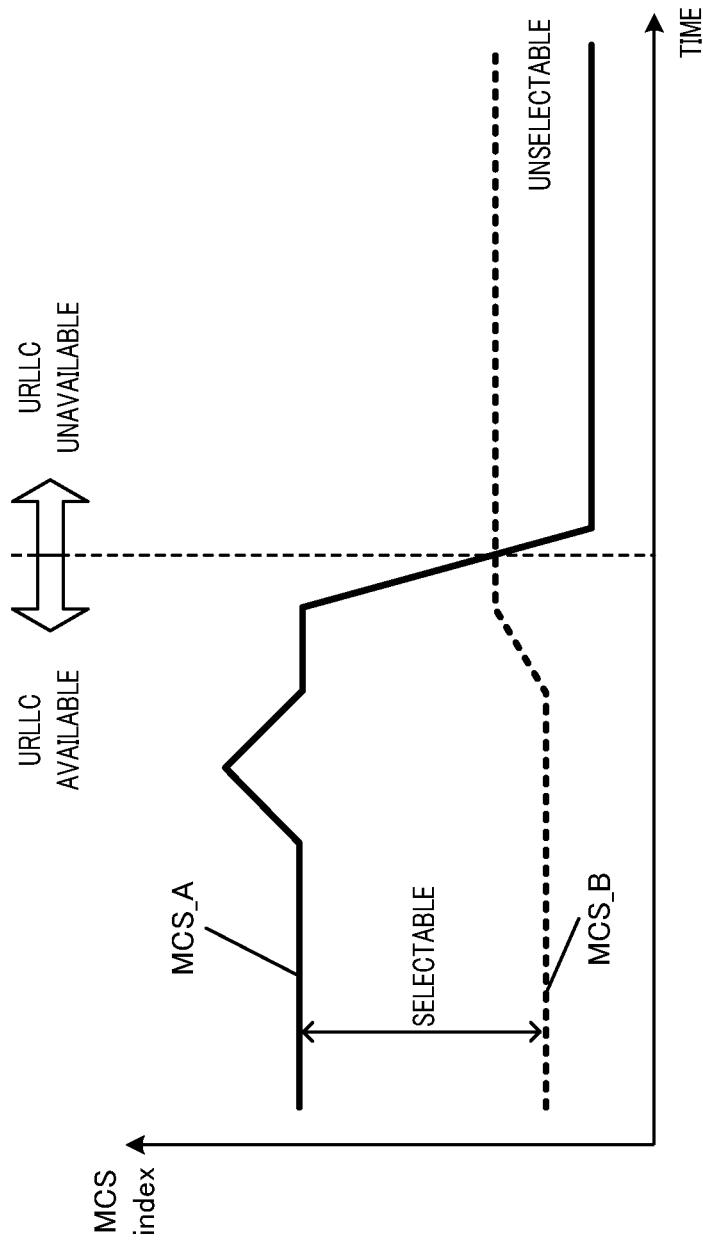 MCS
index
URLLC
AVAILABLE
URLLC
UNAVAILABLE
MCS_A
SELECTABLE
MCS_B
UNSELECTABLE
TIME